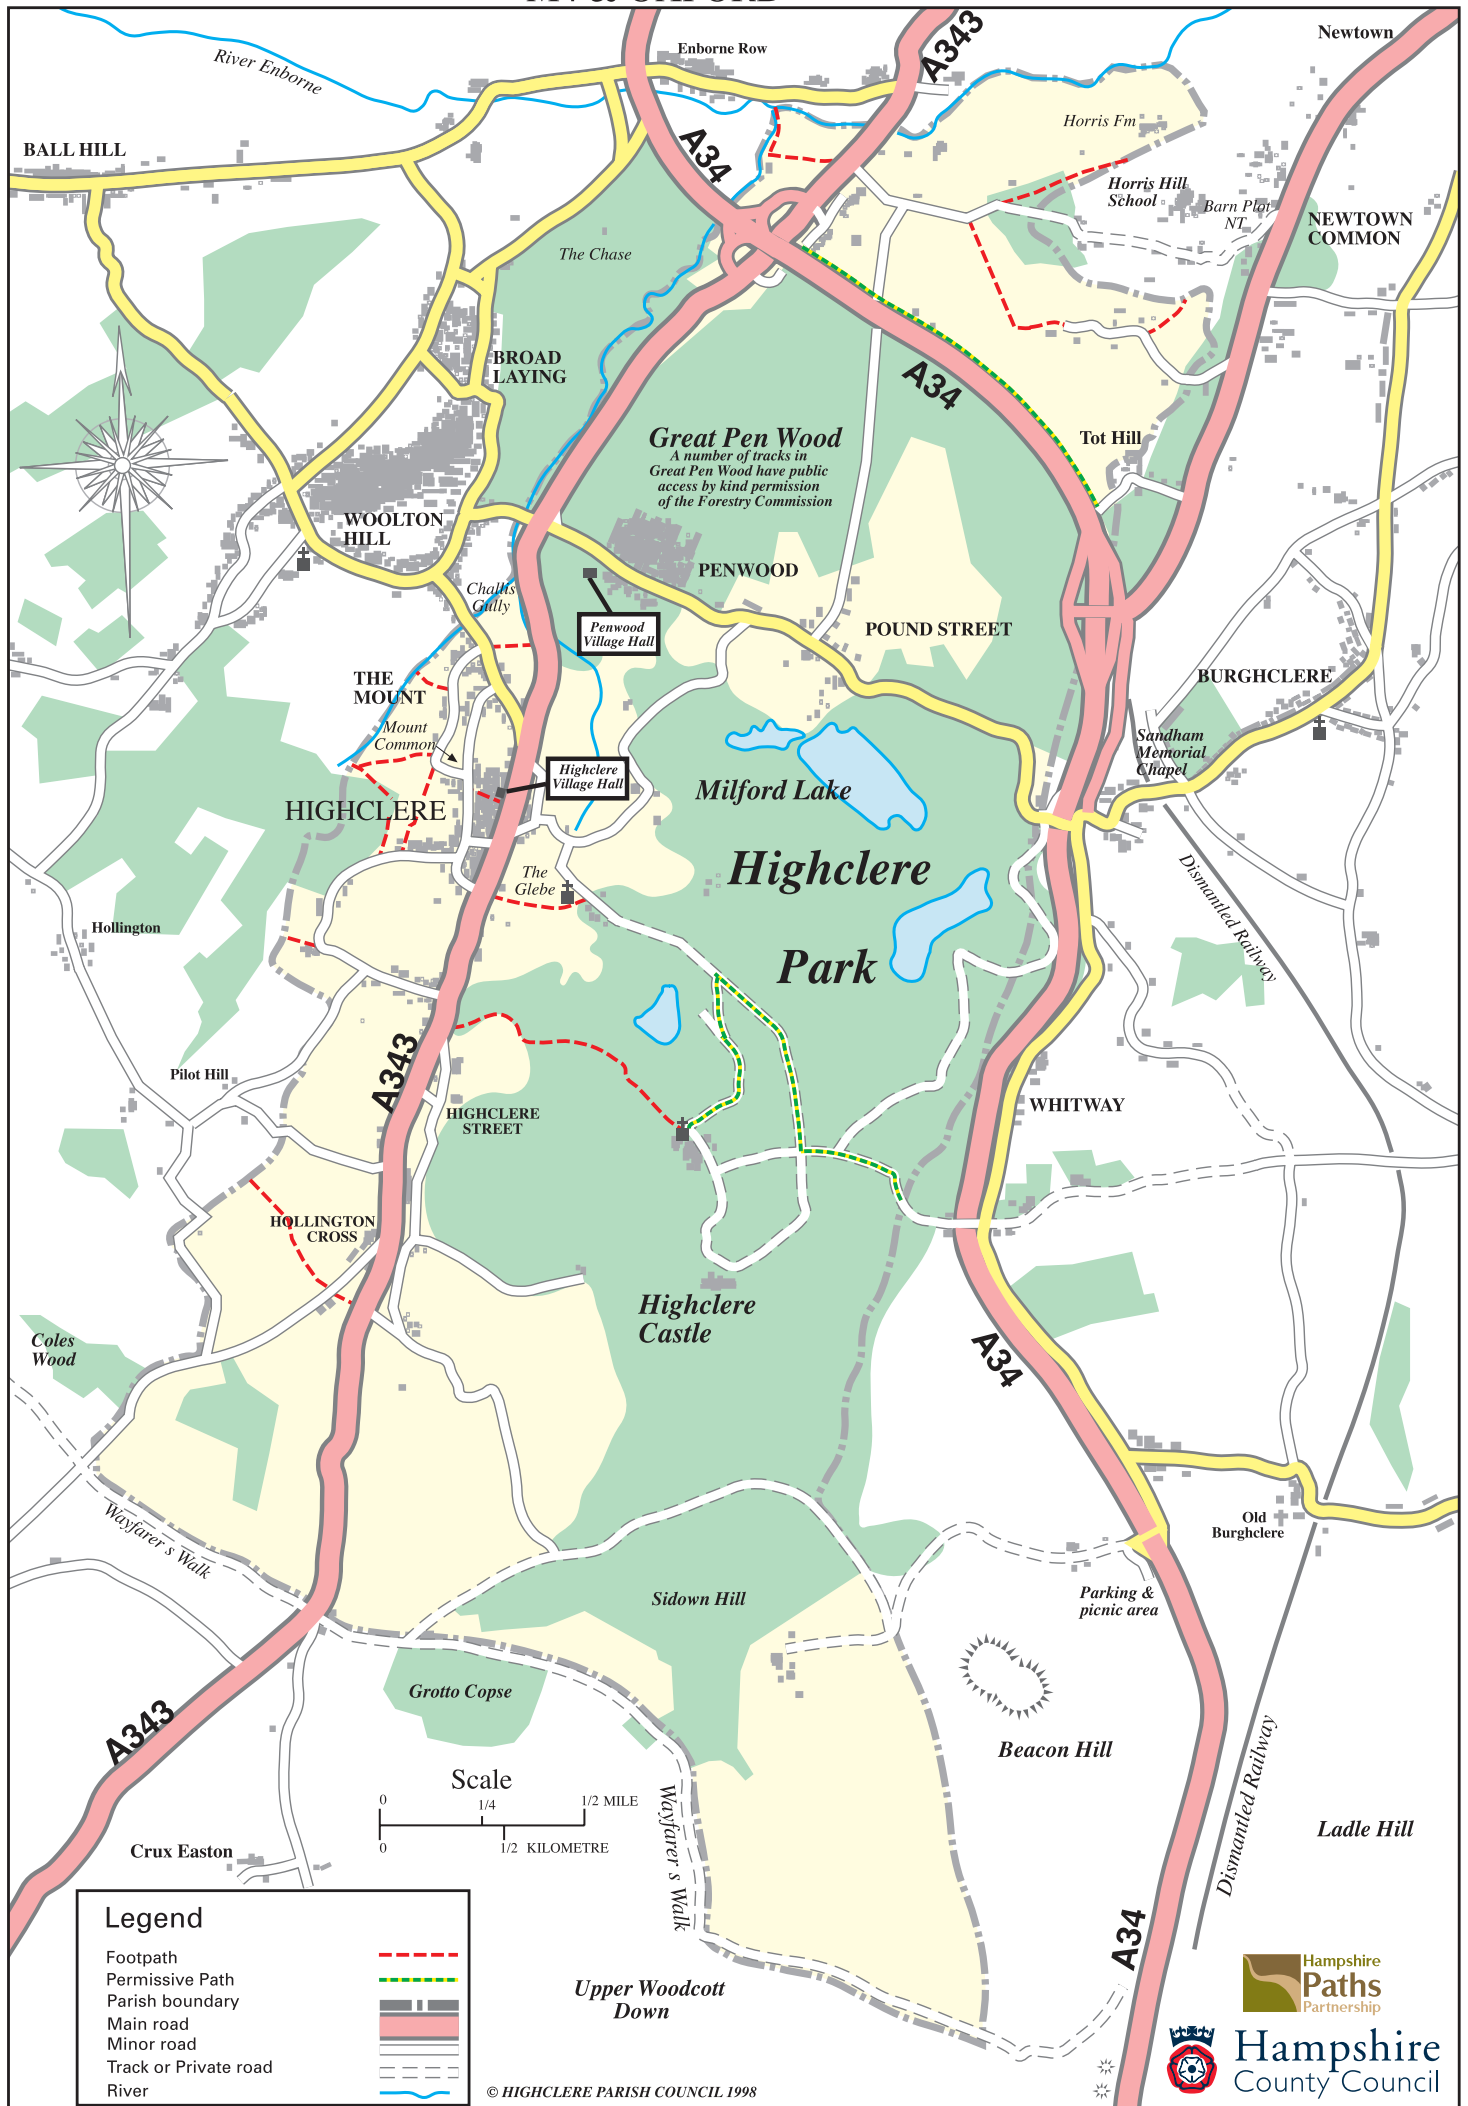 A343
Newtown
Enborne Row
River Enborne
Horris Fm
BALL HILL
A34
Horris Hill
School
Barn Plot
NT
NEWTOWN
COMMON
The Chase
BROAD
LAYING
A34
Great Pen Wood
A number of tracks in
Great Pen Wood have public
access by kind permission
of the Forestry Commission
Tot Hill
WOOLTON
HILL
PENWOOD
Challis
Gully
Penwood
Village Hall
POUND STREET
THE
MOUNT
BURGHCLERE
Mount
Common
Sandham
Memorial
Chapel
Highclere
Village Hall
Milford Lake
HIGHCLERE
Highclere
Park
The
Glebe
Dismantled Railway
Hollington
A343
Pilot Hill
HIGHCLERE
STREET
WHITWAY
HOLLINGTON
CROSS
Highclere
Castle
Coles
Wood
A34
Wayfarer s Walk
Old
Burghclere
Sidown Hill
Parking &
picnic area
Grotto Copse
A343
Beacon Hill
Scale
0
1/4
1/2 MILE
0
1/2 KILOMETRE
Wayfarer s Walk
Dismantled Railway
Ladle Hill
Crux Easton
A34
Legend
Footpath
Permissive Path
Parish boundary
Main road
Minor road
Track or Private road
River
Upper Woodcott
Down
© HIGHCLERE PARISH COUNCIL 1998
Hampshire
Paths
Partnership
Hampshire
County Council